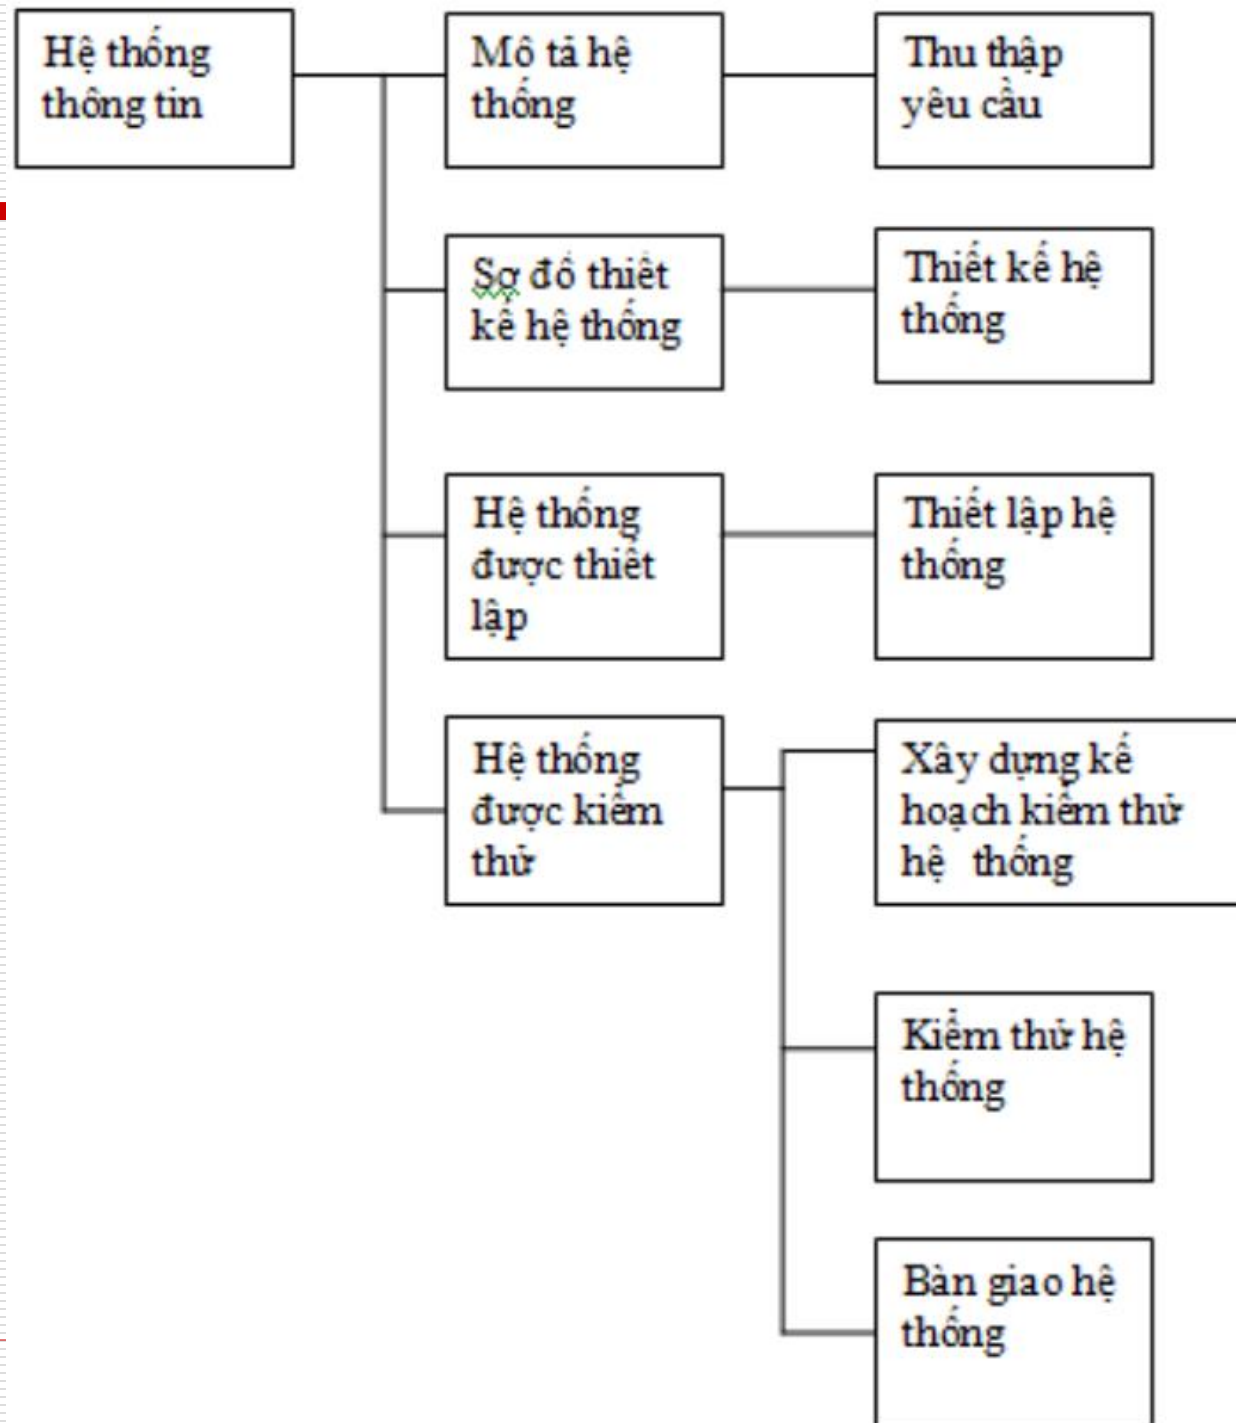 Hệ thống
thông tin
Mô tả hệ
thống
Thu thập
yêu cầu
Sơ đồ thiết
kế hệ thống
Thiết kế hệ
thống
Hệ thống
được thiết
lập
Thiết lập hệ
thống
Hệ thống
được kiểm
thử
Xây dựng kế
hoạch kiểm thử
hệ thống
Kiểm thử hệ
thống
Bàn giao hệ
thống